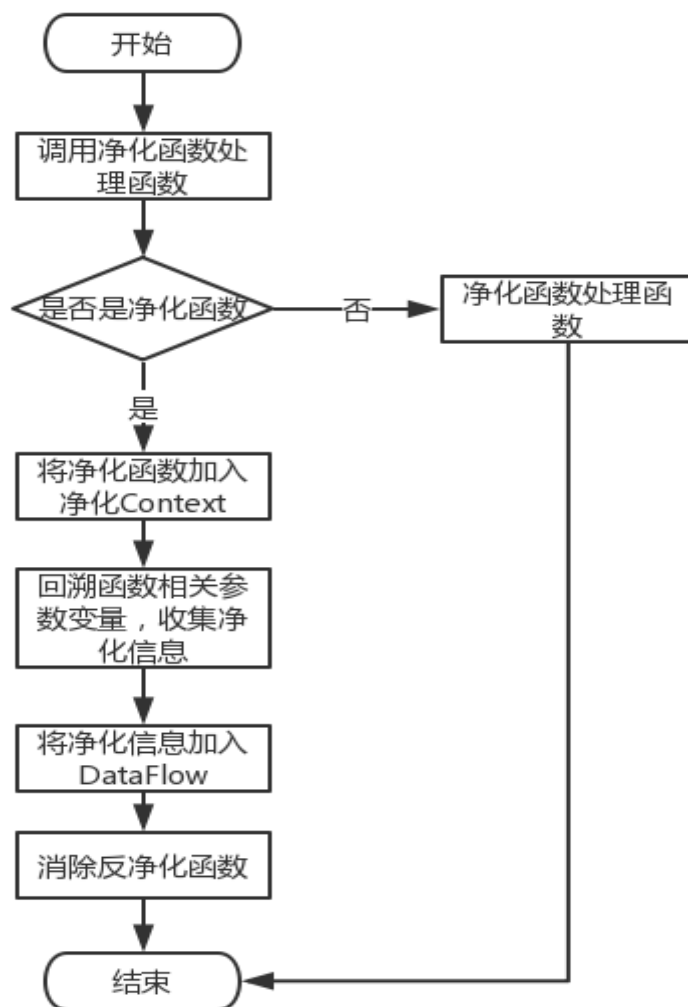 开始
调用净化函数处
理函数
是否是净化函数
否
净化函数处理函
数
是
将净化函数加入
净化Context
回溯函数相关参
数变量，收集净
化信息
将净化信息加入
DataFlow
消除反净化函数
结束